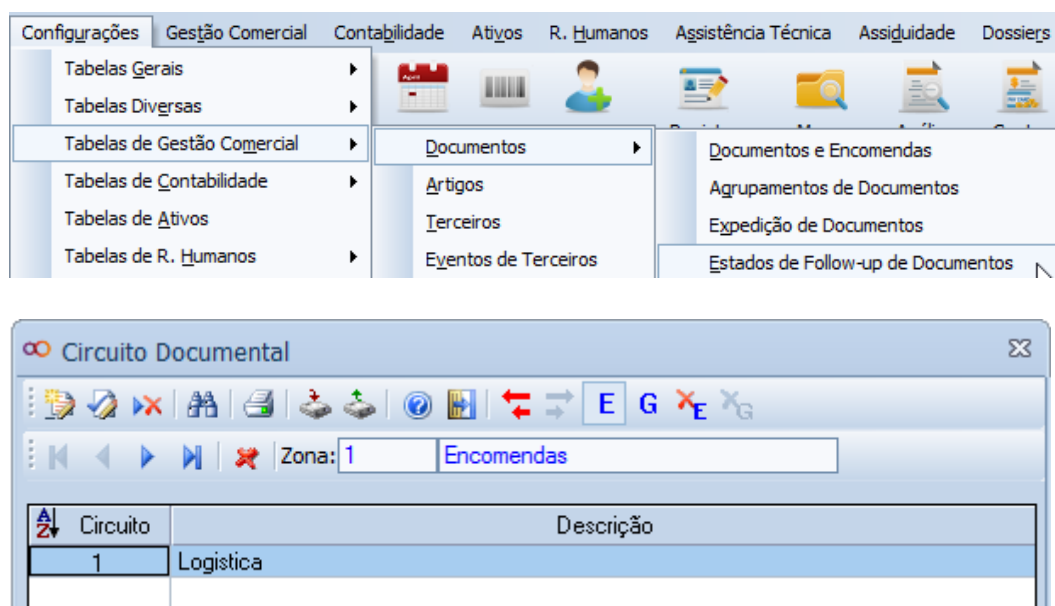 Configurações Gestão Comercial Contabilidade Ativos R. Humanos Assistência Técnica Assiduidade Dossiers
Tabelas Gerais
Tabelas Diversas
Tabelas de Gestão Comercial Documentos Documentos e Encomendas
Tabelas de Contabilidade Artigos Agrupamentos de Documentos
Tabelas de Ativos Terceiros Expedição de Documentos
Tabelas de R. Humanos Eventos de Terceiros Estados de Follow-up de Documentos
Circuito Documental
E G E G
Zona: 1 Encomendas
AZ Circuito Descrição
1 Logistica